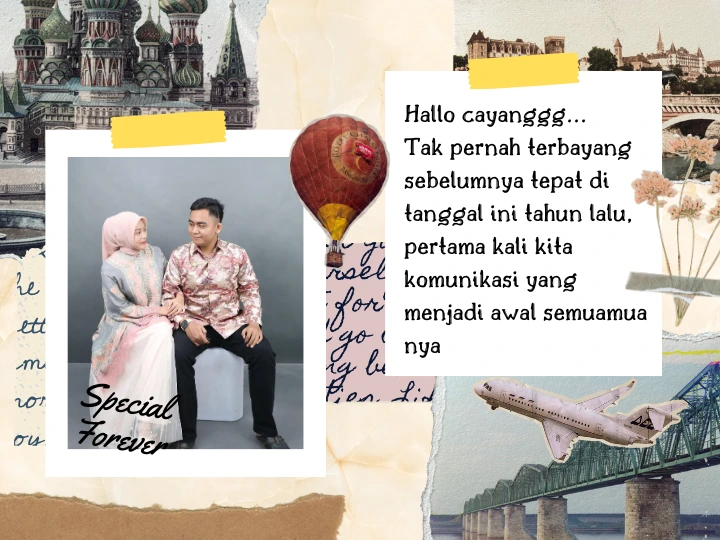 Hallo cayanggg...
Tak pernah terbayang
sebelumnya tepat di
tanggal ini tahun lalu,
pertama kali kita
komunikasi yang
menjadi awal semuamua
nya
Special
Forever